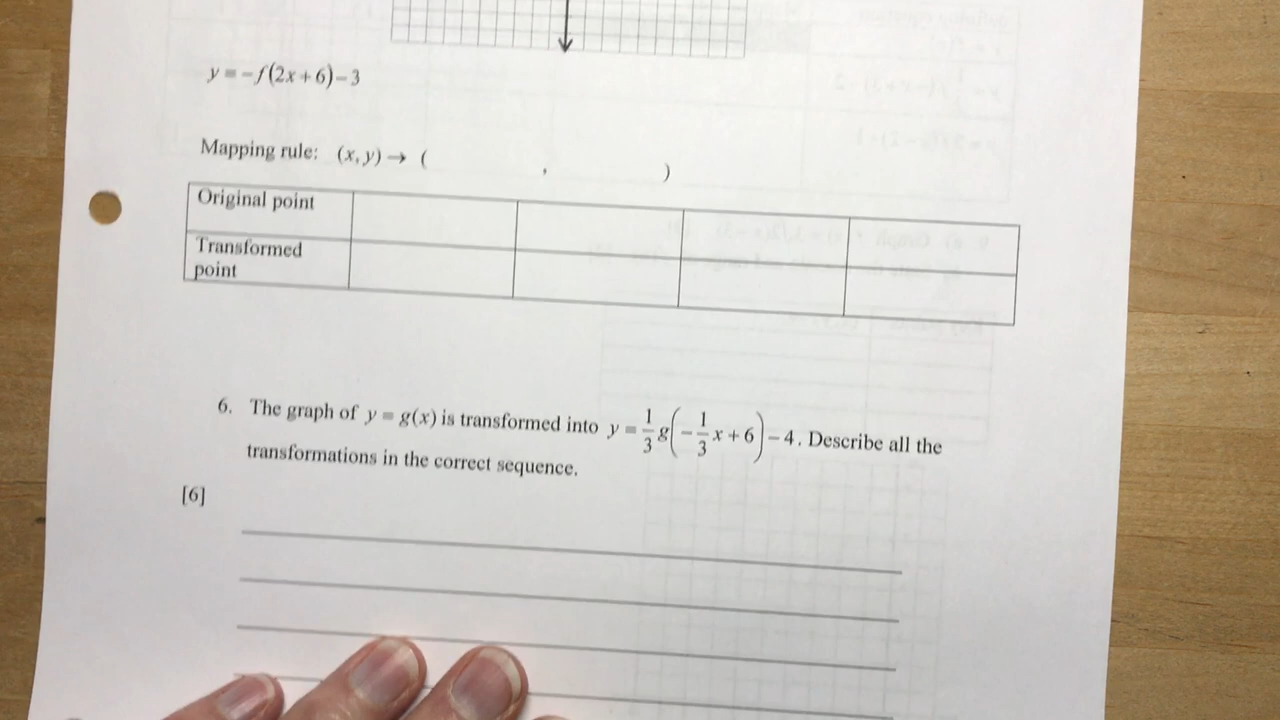 y = -f(2x+6)-3
Mapping rule: (x, y) → ( , )
Original point
Transformed point
6. The graph of y = g(x) is transformed into y = 1/3 g(-1/3 x + 6) - 4. Describe all the
transformations in the correct sequence.
[6]